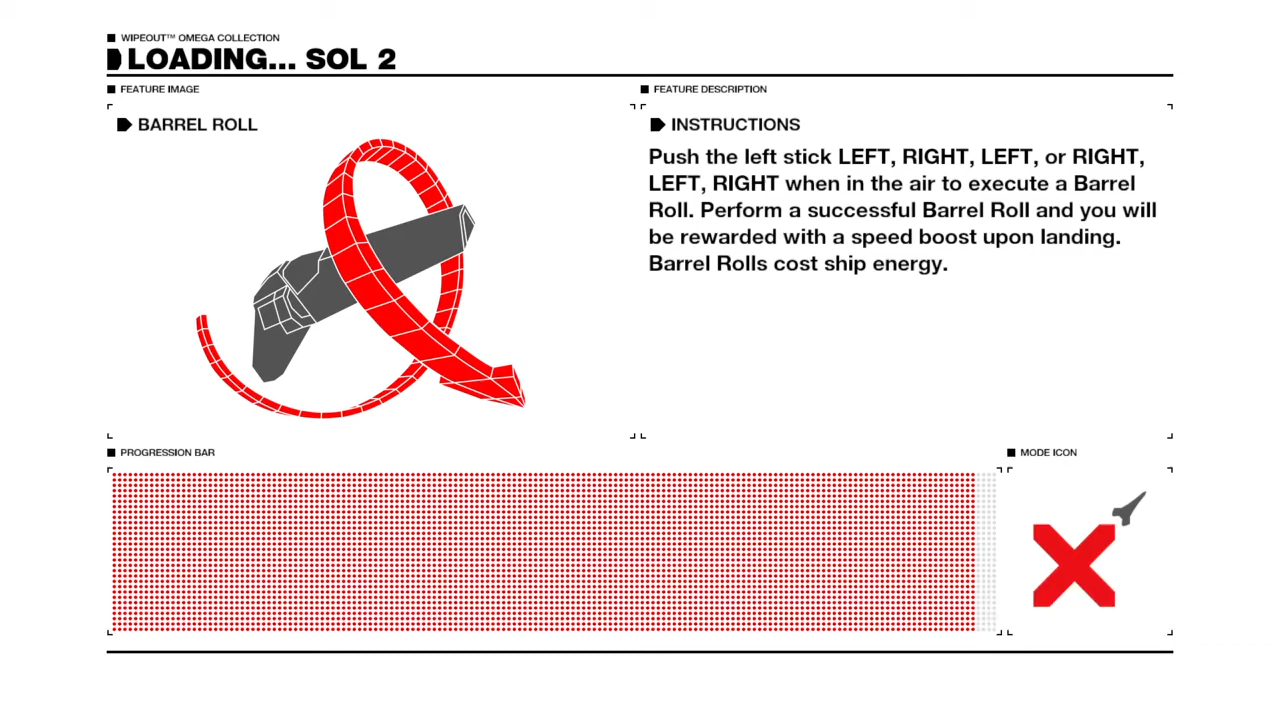 WIPEOUT™ OMEGA COLLECTION
LOADING... SOL 2
FEATURE IMAGE
BARREL ROLL
FEATURE DESCRIPTION
INSTRUCTIONS
Push the left stick LEFT, RIGHT, LEFT, or RIGHT,
LEFT, RIGHT when in the air to execute a Barrel
Roll. Perform a successful Barrel Roll and you will
be rewarded with a speed boost upon landing.
Barrel Rolls cost ship energy.
PROGRESSION BAR
MODE ICON